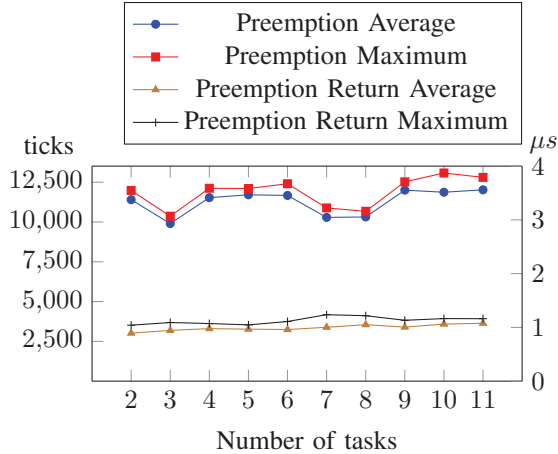 Preemption Average
Preemption Maximum
Preemption Return Average
Preemption Return Maximum
ticks
μs
12,500
10,000
7,500
5,000
2,500
4
3
2
1
0
2 3 4 5 6 7 8 9 10 11
Number of tasks